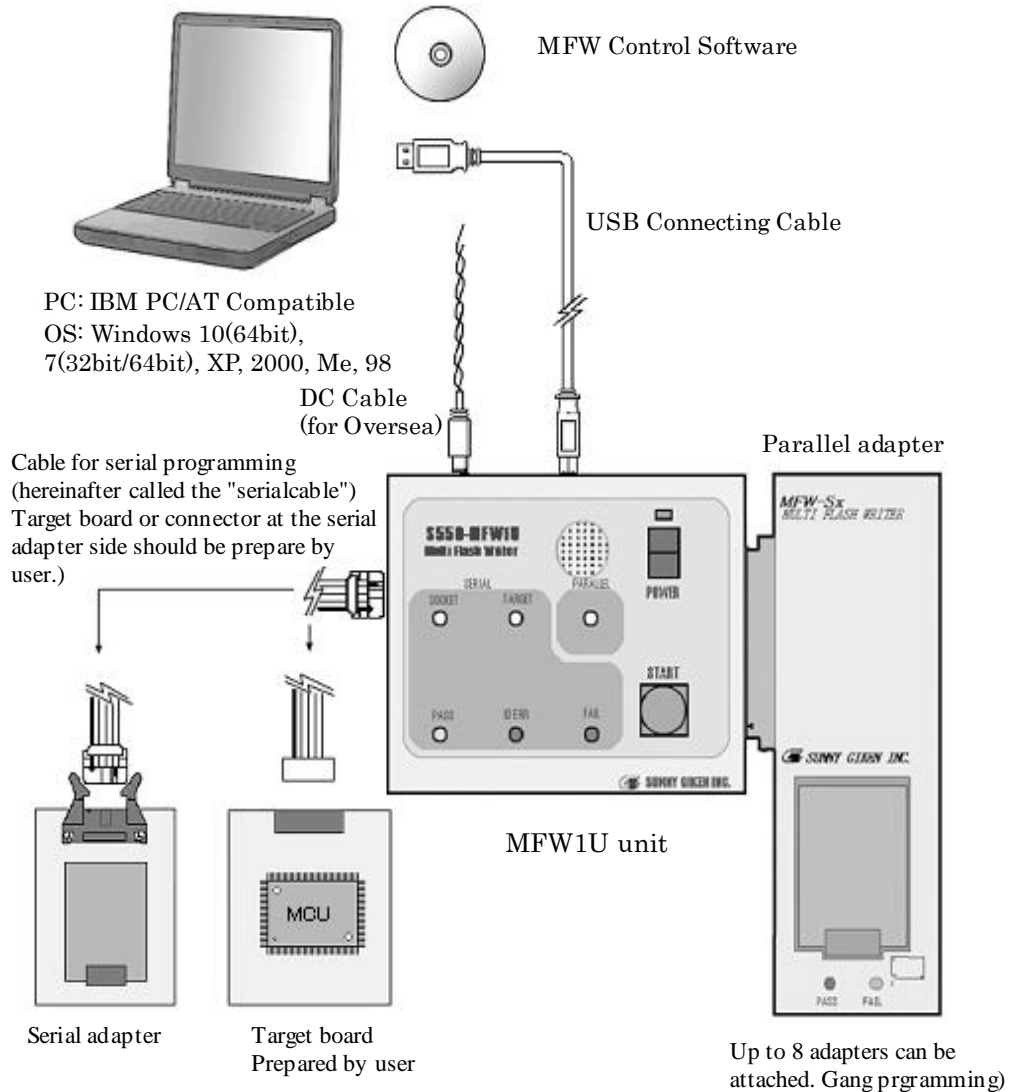 MFW Control Software
USB Connecting Cable
PC: IBM PC/AT Compatible
OS: Windows 10(64bit),
7(32bit/64bit), XP, 2000, Me, 98
DC Cable
(for Oversea)
Parallel adapter
Cable for serial programming
(hereinafter called the "serialcable")
Target board or connector at the serial
adapter side should be prepare by
user.)
MFW-Sx
MULTI FLASH WRITER
S550-MFW1U
Multi Flash Writer
SERIAL
PARALLEL
SOCKET
TARGET
POWER
START
PASS
ID ERR
FAIL
SUNNY GIKEN INC.
SUNNY GIKEN INC.
MFW1U unit
MCU
PASS
FAIL
Serial adapter
Target board
Prepared by user
Up to 8 adapters can be
attached. Gang prgramming)